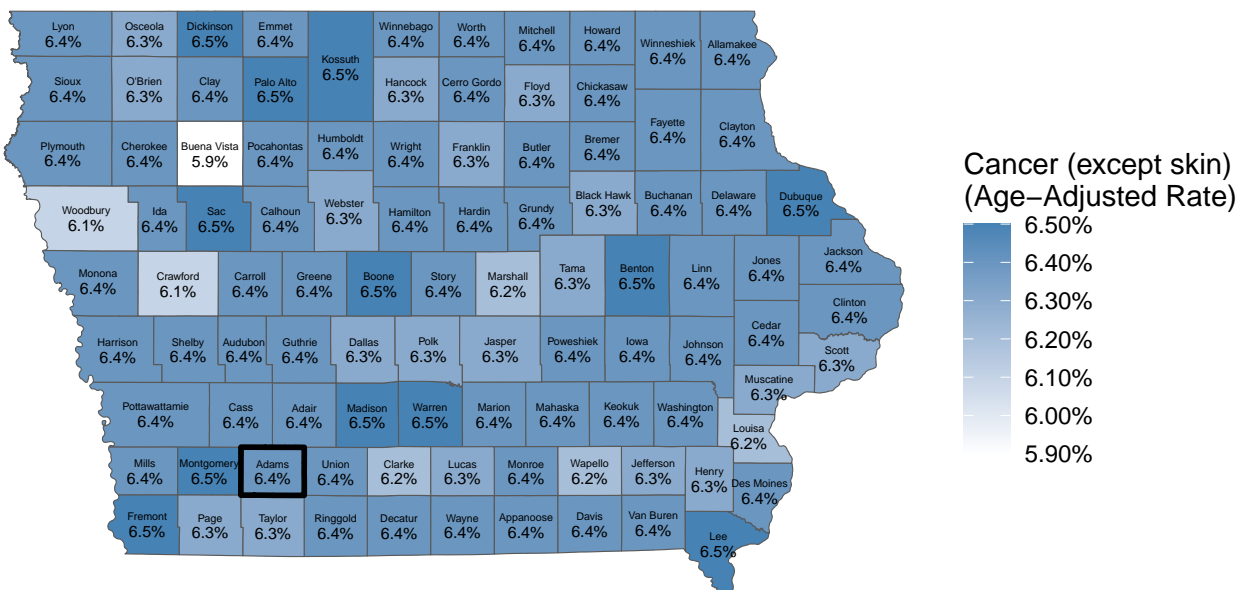 Lyon
6.4%
Osceola
6.3%
Dickinson
6.5%
Emmet
6.4%
Kossuth
6.5%
Winnebago
6.4%
Worth
6.4%
Mitchell
6.4%
Howard
6.4%
Winneshiek
6.4%
Allamakee
6.4%
Sioux
6.4%
O'Brien
6.3%
Clay
6.4%
Palo Alto
6.5%
Hancock
6.3%
Cerro Gordo
6.4%
Floyd
6.3%
Chickasaw
6.4%
Fayette
6.4%
Clayton
6.4%
Plymouth
6.4%
Cherokee
6.4%
Buena Vista
5.9%
Pocahontas
6.4%
Humboldt
6.4%
Wright
6.4%
Franklin
6.3%
Butler
6.4%
Bremer
6.4%
Woodbury
6.1%
Ida
6.4%
Sac
6.5%
Calhoun
6.4%
Webster
6.3%
Hamilton
6.4%
Hardin
6.4%
Grundy
6.4%
Black Hawk
6.3%
Buchanan
6.4%
Delaware
6.4%
Dubuque
6.5%
Monona
6.4%
Crawford
6.1%
Carroll
6.4%
Greene
6.4%
Boone
6.5%
Story
6.4%
Marshall
6.2%
Tama
6.3%
Benton
6.5%
Linn
6.4%
Jones
6.4%
Jackson
6.4%
Clinton
6.4%
Harrison
6.4%
Shelby
6.4%
Audubon
6.4%
Guthrie
6.4%
Dallas
6.3%
Polk
6.3%
Jasper
6.3%
Poweshiek
6.4%
Iowa
6.4%
Johnson
6.4%
Cedar
6.4%
Scott
6.3%
Muscatine
6.3%
Pottawattamie
6.4%
Cass
6.4%
Adair
6.4%
Madison
6.5%
Warren
6.5%
Marion
6.4%
Mahaska
6.4%
Keokuk
6.4%
Washington
6.4%
Louisa
6.2%
Mills
6.4%
Montgomery
6.5%
Adams
6.4%
Union
6.4%
Clarke
6.2%
Lucas
6.3%
Monroe
6.4%
Wapello
6.2%
Jefferson
6.3%
Henry
6.3%
Des Moines
6.4%
Fremont
6.5%
Page
6.3%
Taylor
6.3%
Ringgold
6.4%
Decatur
6.4%
Wayne
6.4%
Appanoose
6.4%
Davis
6.4%
Van Buren
6.4%
Lee
6.5%
Cancer (except skin)
(Age−Adjusted Rate)
6.50%
6.40%
6.30%
6.20%
6.10%
6.00%
5.90%